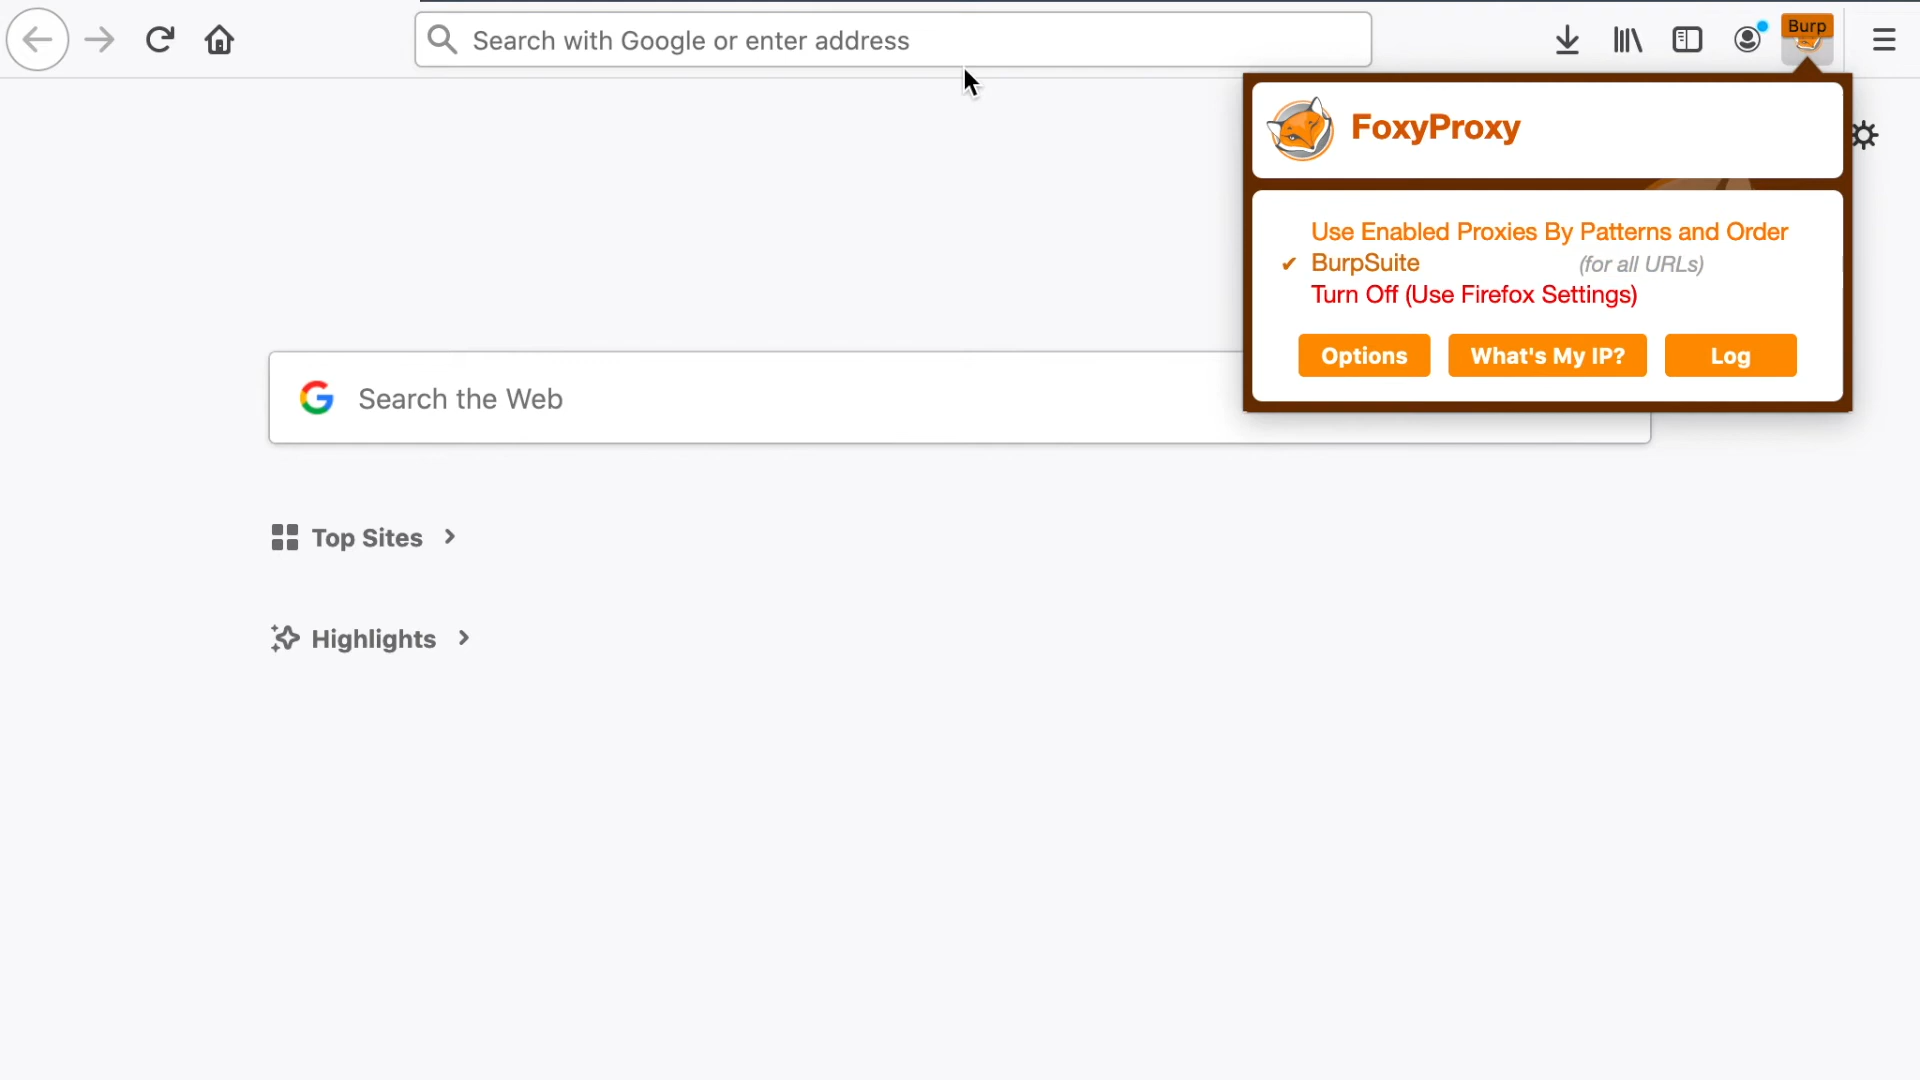 Search with Google or enter address
Burp
FoxyProxy
Use Enabled Proxies By Patterns and Order
✔ BurpSuite (for all URLs)
Turn Off (Use Firefox Settings)
Options What's My IP? Log
Search the Web
Top Sites
Highlights